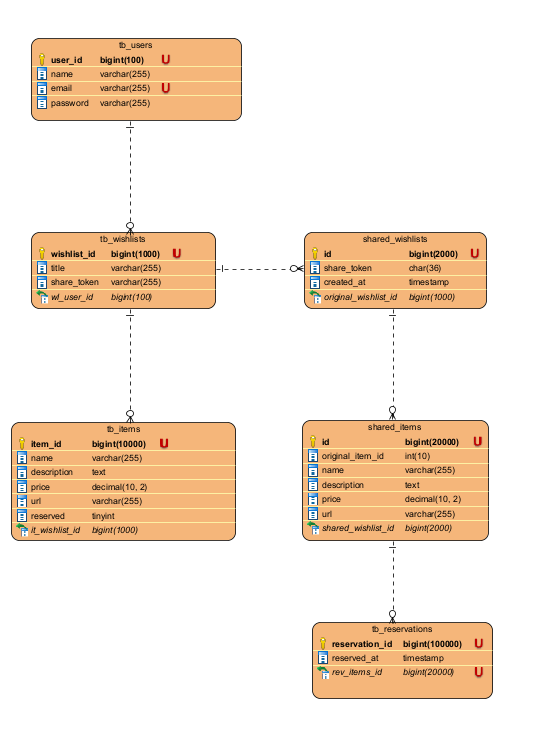 tb_users
user_id bigint(100) U
name varchar(255)
email varchar(255) U
password varchar(255)
tb_wishlists
wishlist_id bigint(1000) U
title varchar(255)
share_token varchar(255)
wl_user_id bigint(100)
shared_wishlists
id bigint(2000) U
share_token char(36)
created_at timestamp
original_wishlist_id bigint(1000)
tb_items
item_id bigint(10000) U
name varchar(255)
description text
price decimal(10, 2)
url varchar(255)
reserved tinyint
it_wishlist_id bigint(1000)
shared_items
id bigint(20000) U
original_item_id int(10)
name varchar(255)
description text
price decimal(10, 2)
url varchar(255)
shared_wishlist_id bigint(2000)
tb_reservations
reservation_id bigint(100000) U
reserved_at timestamp
rev_items_id bigint(20000) U